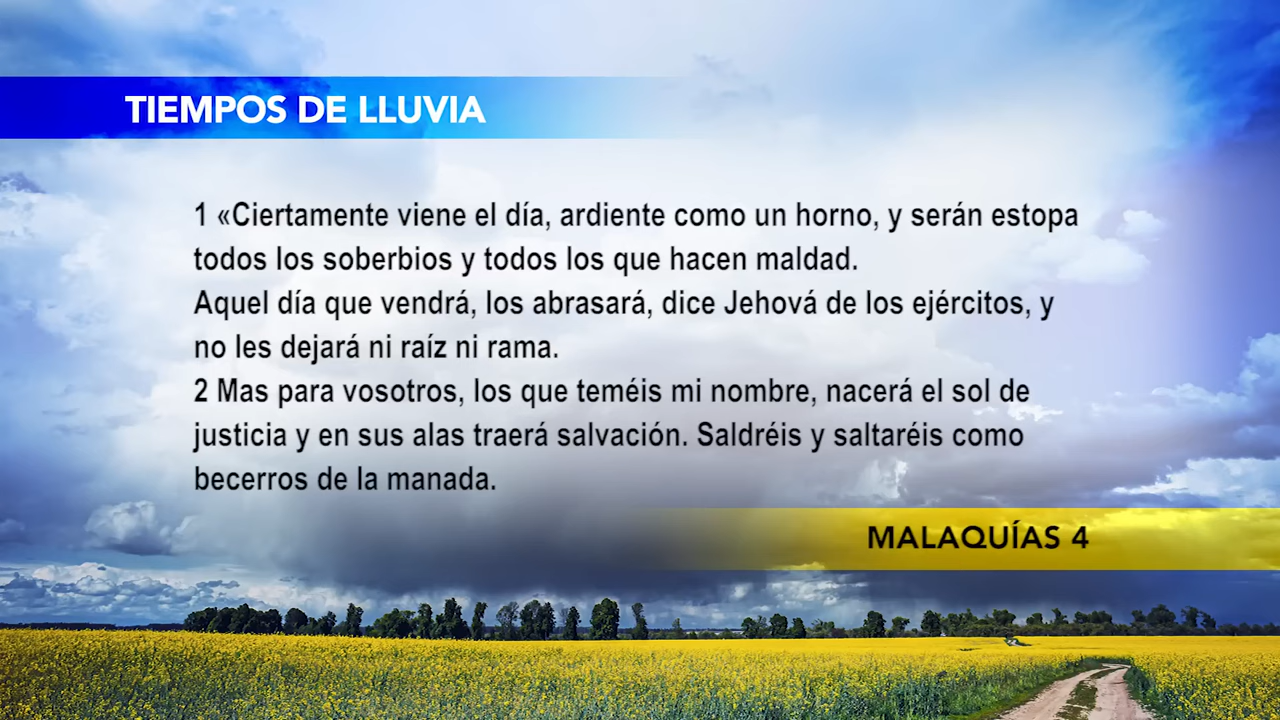 TIEMPOS DE LLUVIA
1 «Ciertamente viene el día, ardiente como un horno, y serán estopa
todos los soberbios y todos los que hacen maldad.
Aquel día que vendrá, los abrasará, dice Jehová de los ejércitos, y
no les dejará ni raíz ni rama.
2 Mas para vosotros, los que teméis mi nombre, nacerá el sol de
justicia y en sus alas traerá salvación. Saldréis y saltaréis como
becerros de la manada.
MALAQUÍAS 4